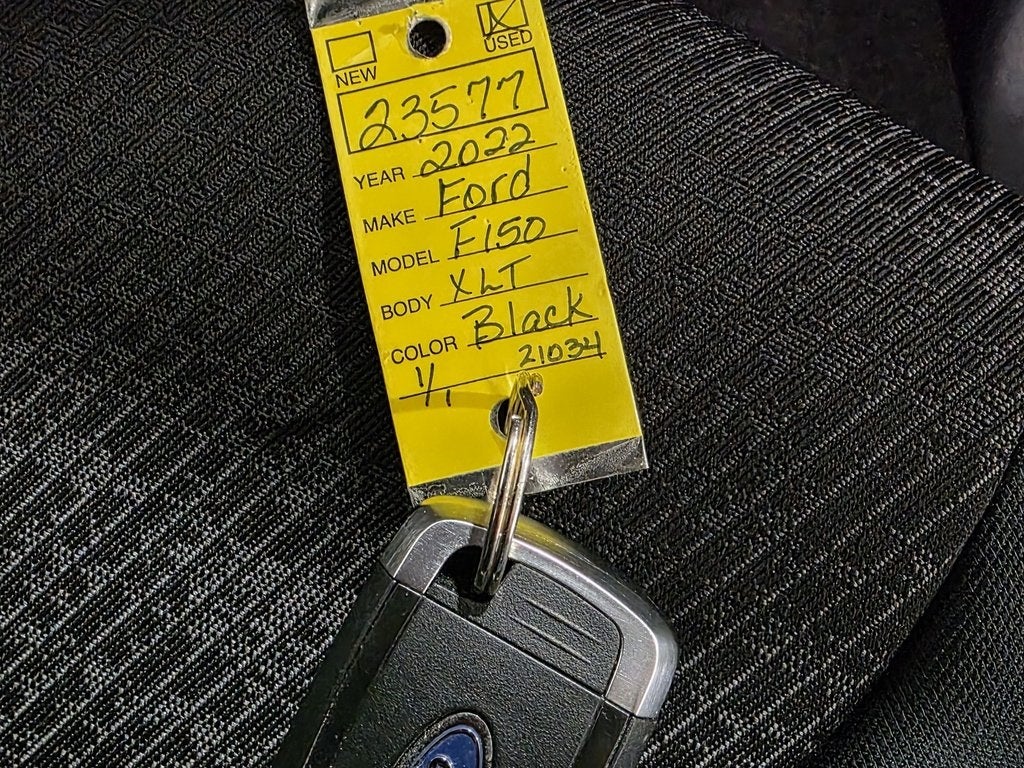 NEW USED
23577
YEAR 2022
MAKE Ford
MODEL F150
BODY XLT
COLOR Black
1/1 21034